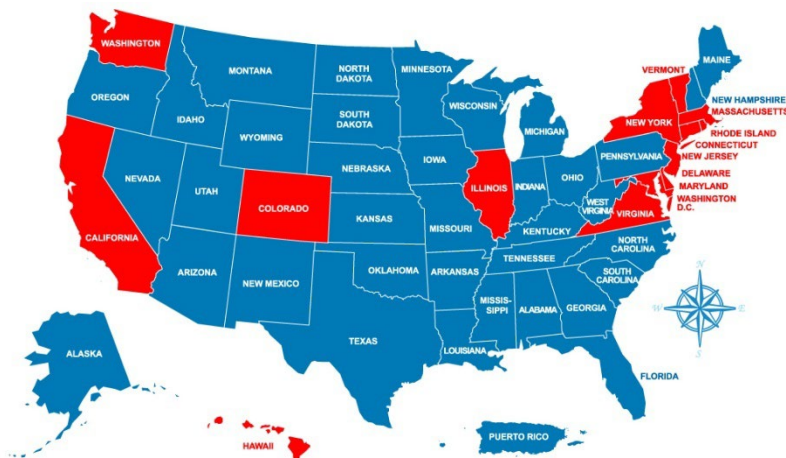 WASHINGTON
MONTANA
NORTH
DAKOTA
MINNESOTA
MAINE
VERMONT
OREGON
IDAHO
SOUTH
DAKOTA
WISCONSIN
MICHIGAN
NEW YORK
NEW HAMPSHIRE
MASSACHUSETTS
RHODE ISLAND
CONNECTICUT
NEW JERSEY
WYOMING
NEBRASKA
IOWA
PENNSYLVANIA
DELAWARE
MARYLAND
WASHINGTON
D.C.
NEVADA
UTAH
COLORADO
KANSAS
ILLINOIS
INDIANA
OHIO
WEST
VIRGINIA
VIRGINIA
CALIFORNIA
MISSOURI
KENTUCKY
NORTH
CAROLINA
ARIZONA
NEW MEXICO
OKLAHOMA
ARKANSAS
TENNESSEE
SOUTH
CAROLINA
MISSIS-
SIPPI
ALABAMA
GEORGIA
TEXAS
LOUISIANA
ALASKA
FLORIDA
HAWAII
PUERTO RICO
N
W
E
S